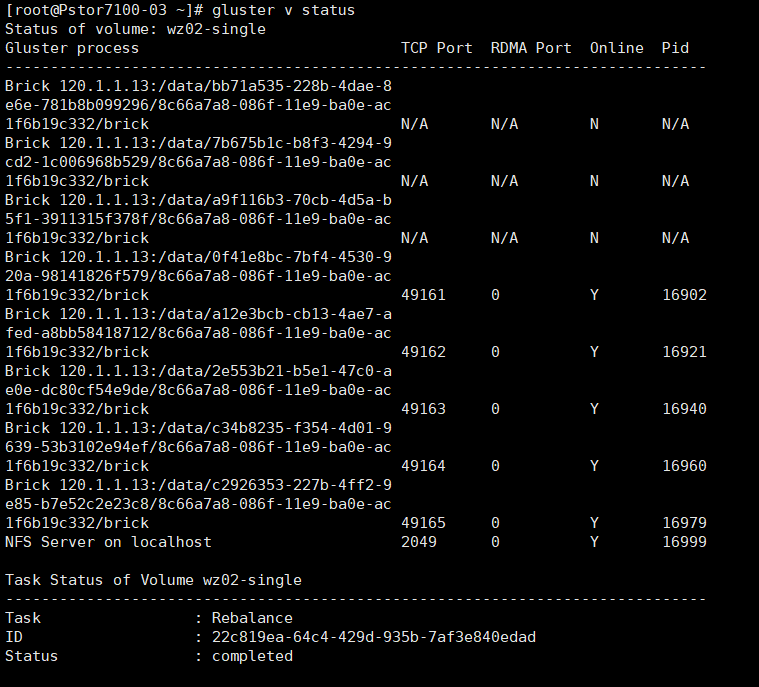 [root@Pstor7100-03 ~]# gluster v status
Status of volume: wz02-single
Gluster process                             TCP Port  RDMA Port  Online  Pid
------------------------------------------------------------------------------
Brick 120.1.1.13:/data/bb71a535-228b-4dae-8
e6e-781b8b099296/8c66a7a8-086f-11e9-ba0e-ac
1f6b19c332/brick                            N/A       N/A        N       N/A
Brick 120.1.1.13:/data/7b675b1c-b8f3-4294-9
cd2-1c006968b529/8c66a7a8-086f-11e9-ba0e-ac
1f6b19c332/brick                            N/A       N/A        N       N/A
Brick 120.1.1.13:/data/a9f116b3-70cb-4d5a-b
5f1-3911315f378f/8c66a7a8-086f-11e9-ba0e-ac
1f6b19c332/brick                            N/A       N/A        N       N/A
Brick 120.1.1.13:/data/0f41e8bc-7bf4-4530-9
20a-98141826f579/8c66a7a8-086f-11e9-ba0e-ac
1f6b19c332/brick                            49161     0          Y       16902
Brick 120.1.1.13:/data/a12e3bcb-cb13-4ae7-a
fed-a8bb58418712/8c66a7a8-086f-11e9-ba0e-ac
1f6b19c332/brick                            49162     0          Y       16921
Brick 120.1.1.13:/data/2e553b21-b5e1-47c0-a
e0e-dc80cf54e9de/8c66a7a8-086f-11e9-ba0e-ac
1f6b19c332/brick                            49163     0          Y       16940
Brick 120.1.1.13:/data/c34b8235-f354-4d01-9
639-53b3102e94ef/8c66a7a8-086f-11e9-ba0e-ac
1f6b19c332/brick                            49164     0          Y       16960
Brick 120.1.1.13:/data/c2926353-227b-4ff2-9
e85-b7e52c2e23c8/8c66a7a8-086f-11e9-ba0e-ac
1f6b19c332/brick                            49165     0          Y       16979
NFS Server on localhost                     2049      0          Y       16999

Task Status of Volume wz02-single
------------------------------------------------------------------------------
Task                 : Rebalance
ID                   : 22c819ea-64c4-429d-935b-7af3e840edad
Status               : completed